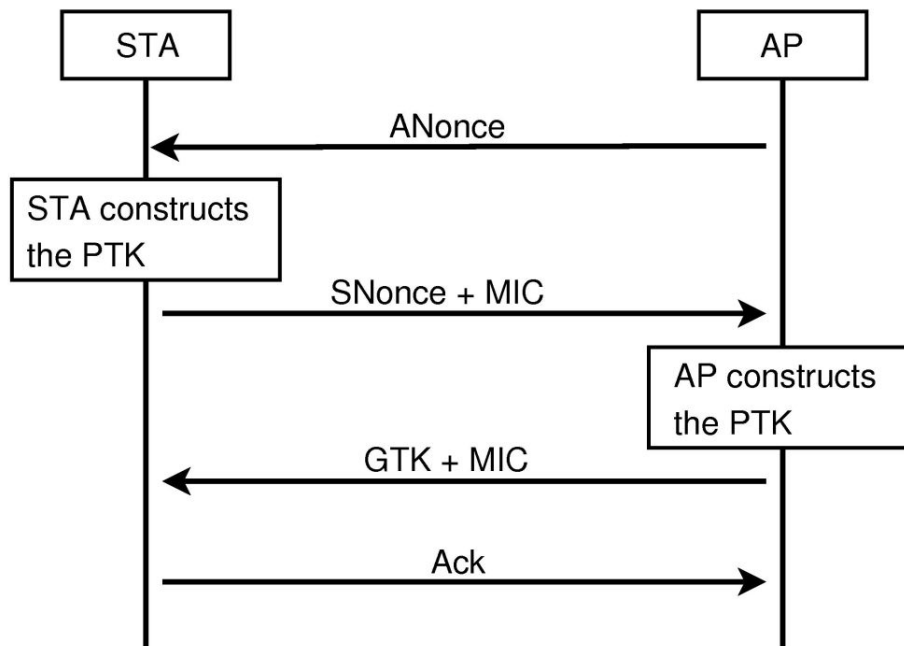 STA
AP
ANonce
STA constructs
the PTK
SNonce + MIC
AP constructs
the PTK
GTK + MIC
Ack